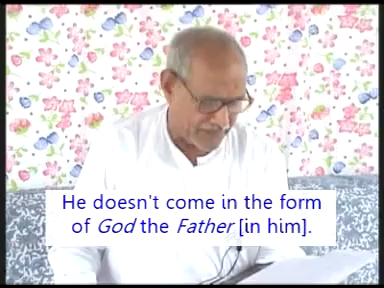 He doesn't come in the form
of God the Father [in him].